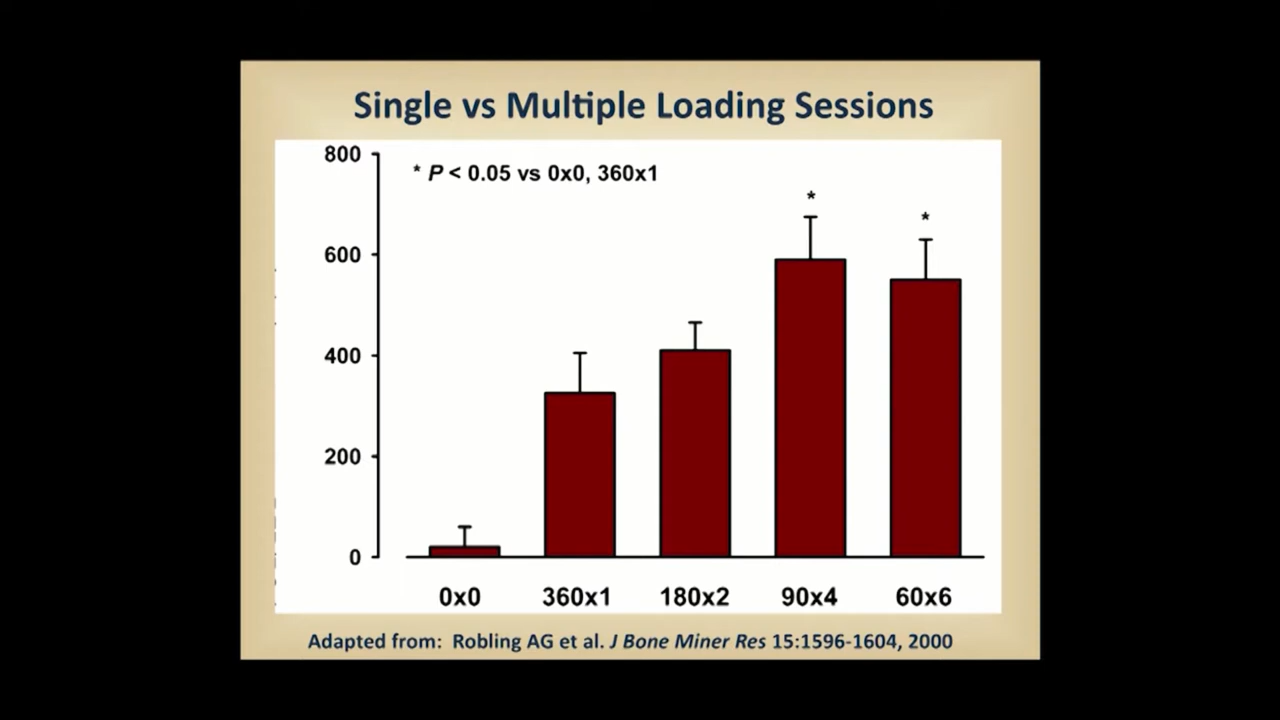 Single vs Multiple Loading Sessions
800
* P < 0.05 vs 0x0, 360x1
*
*
600
400
200
0
0x0 360x1 180x2 90x4 60x6
Adapted from: Robling AG et al. J Bone Miner Res 15:1596-1604, 2000